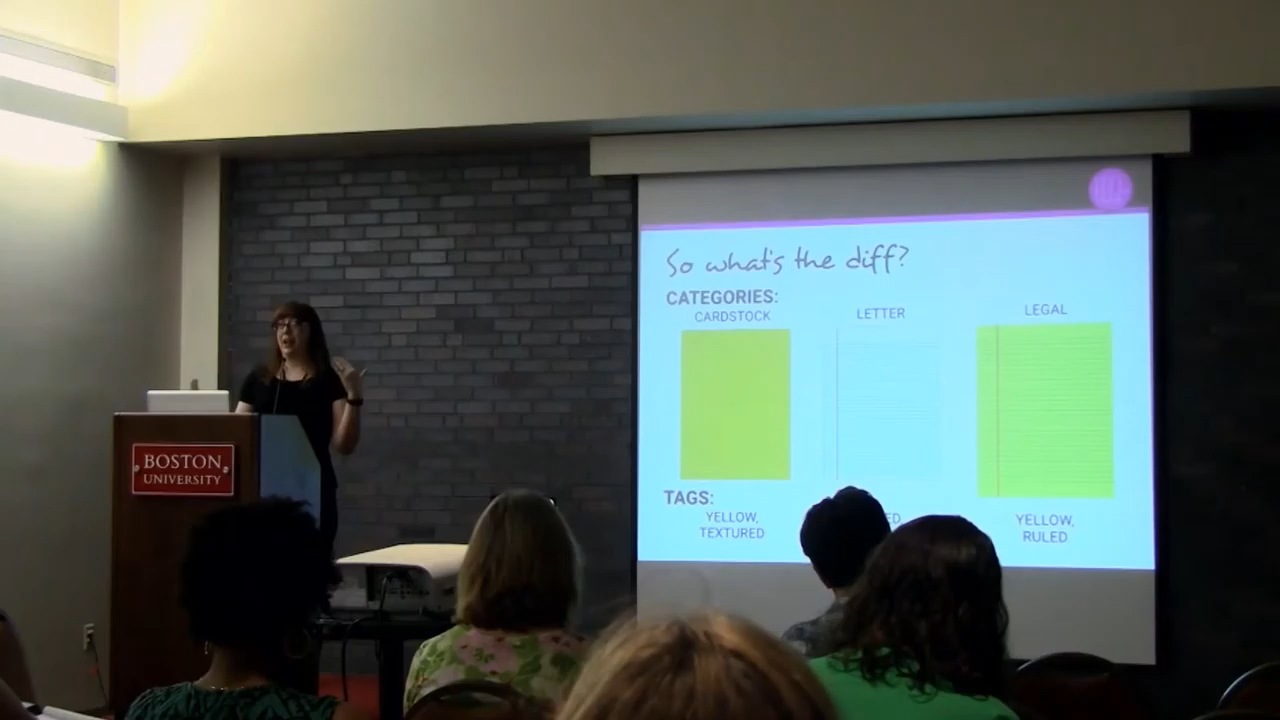 BOSTON
UNIVERSITY
So what's the diff?
CATEGORIES:
CARDSTOCK LETTER LEGAL
TAGS:
YELLOW, YELLOW,
TEXTURED RULED